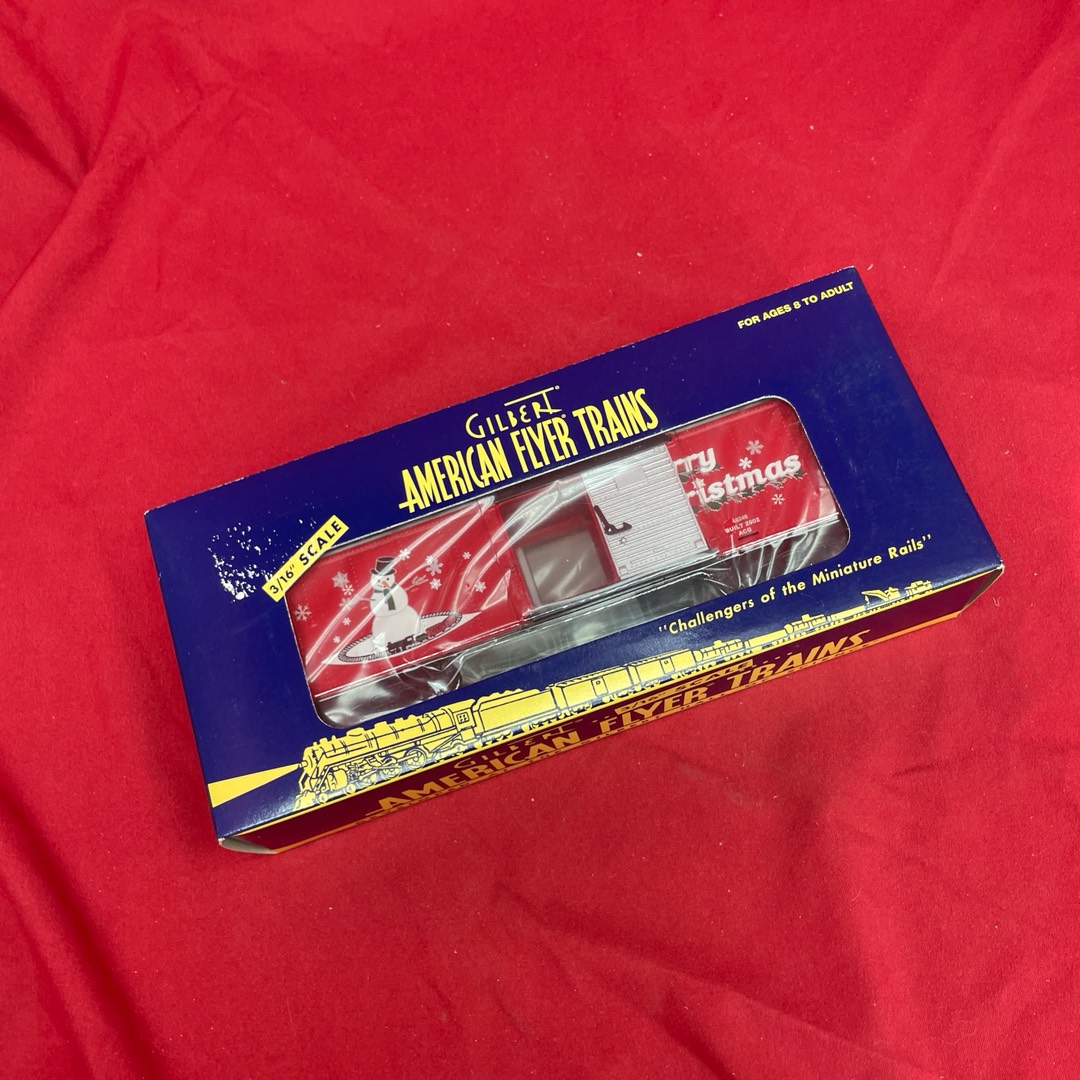 FOR AGES 8 TO ADULT
GILBERT
AMERICAN FLYER TRAINS
3/16" SCALE
rry
ristmas
BUILT 2002
ACG
"Challengers of the Miniature Rails"
GILBERT
AMERICAN FLYER TRAINS